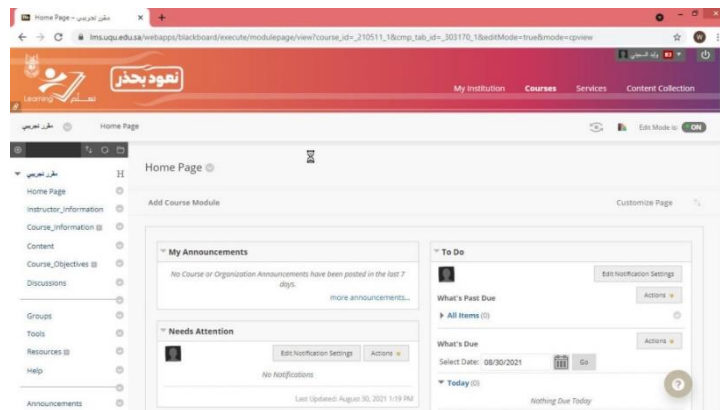 Home Page – مقرر تجريبي
lms.uqu.edu.sa/webapps/blackboard/execute/modulepage/view?course_id=_210511_1&cmp_tab_id=_303170_1&editMode=true&mode=cpview
W
نعود بحذر
Learning
My Institution Courses Services Content Collection
مقرر تجريبي Home Page
Edit Mode is: ON
مقرر تجريبي
Home Page
Instructor_Information
Course_Information
Content
Course_Objectives
Discussions
Groups
Tools
Resources
Help
Announcements
Home Page
Add Course Module
Customize Page
My Announcements
No Course or Organization Announcements have been posted in the last 7
days.
more announcements...
Needs Attention
Edit Notification Settings Actions
No Notifications
Last Updated: August 30, 2021 1:19 PM
To Do
Edit Notification Settings
What's Past Due Actions
All Items (0)
What's Due Actions
Select Date: 08/30/2021 Go
Today (0)
Nothing Due Today
?